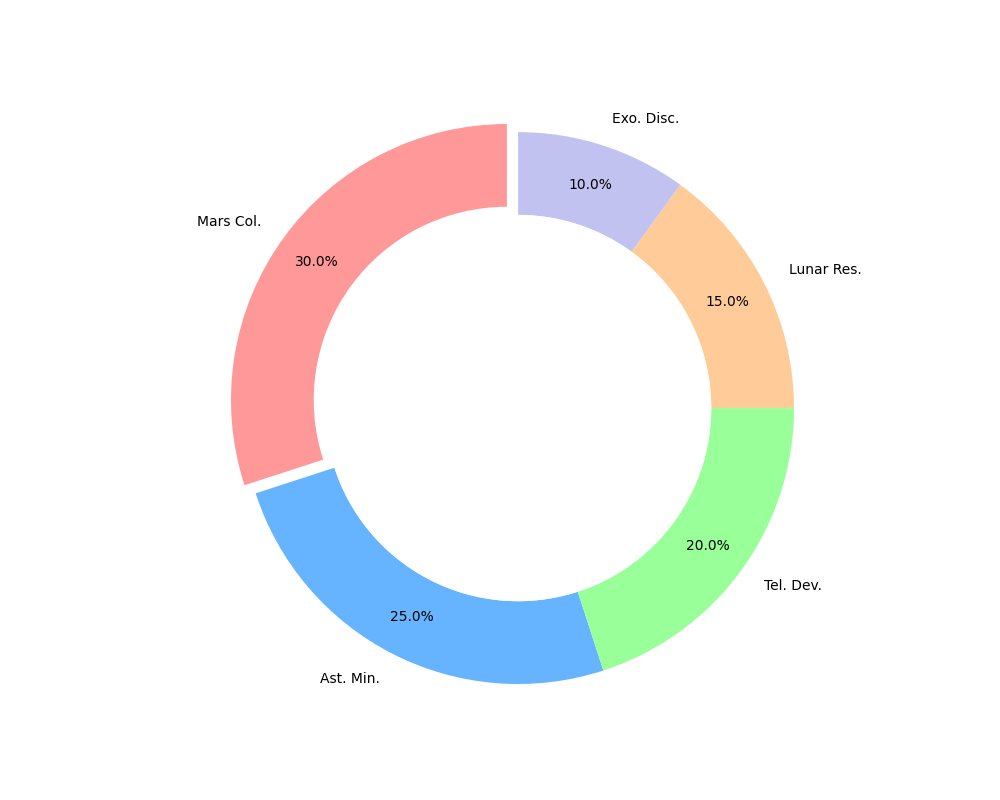 Exo. Disc.
10.0%
Mars Col.
30.0%
Lunar Res.
15.0%
20.0%
Tel. Dev.
25.0%
Ast. Min.